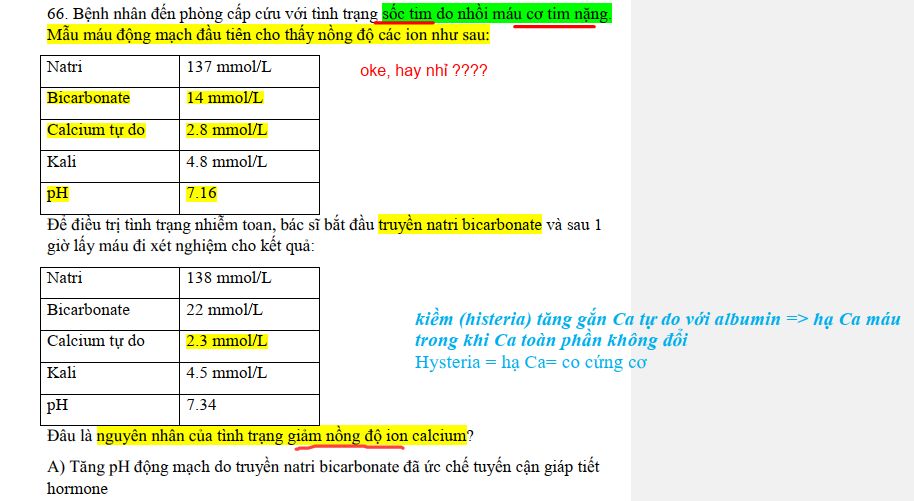 66. Bệnh nhân đến phòng cấp cứu với tình trạng sốc tim do nhồi máu cơ tim nặng.
Mẫu máu động mạch đầu tiên cho thấy nồng độ các ion như sau:
Natri 137 mmol/L
oke, hay nhỉ ????
Bicarbonate 14 mmol/L
Calcium tự do 2.8 mmol/L
Kali 4.8 mmol/L
pH 7.16
Để điều trị tình trạng nhiễm toan, bác sĩ bắt đầu truyền natri bicarbonate và sau 1
giờ lấy máu đi xét nghiệm cho kết quả:
Natri 138 mmol/L
Bicarbonate 22 mmol/L
Calcium tự do 2.3 mmol/L
Kali 4.5 mmol/L
pH 7.34
kiềm (histeria) tăng gắn Ca tự do với albumin => hạ Ca máu
trong khi Ca toàn phần không đổi
Hysteria = hạ Ca= co cứng cơ
Đâu là nguyên nhân của tình trạng giảm nồng độ ion calcium?
A) Tăng pH động mạch do truyền natri bicarbonate đã ức chế tuyến cận giáp tiết
hormone